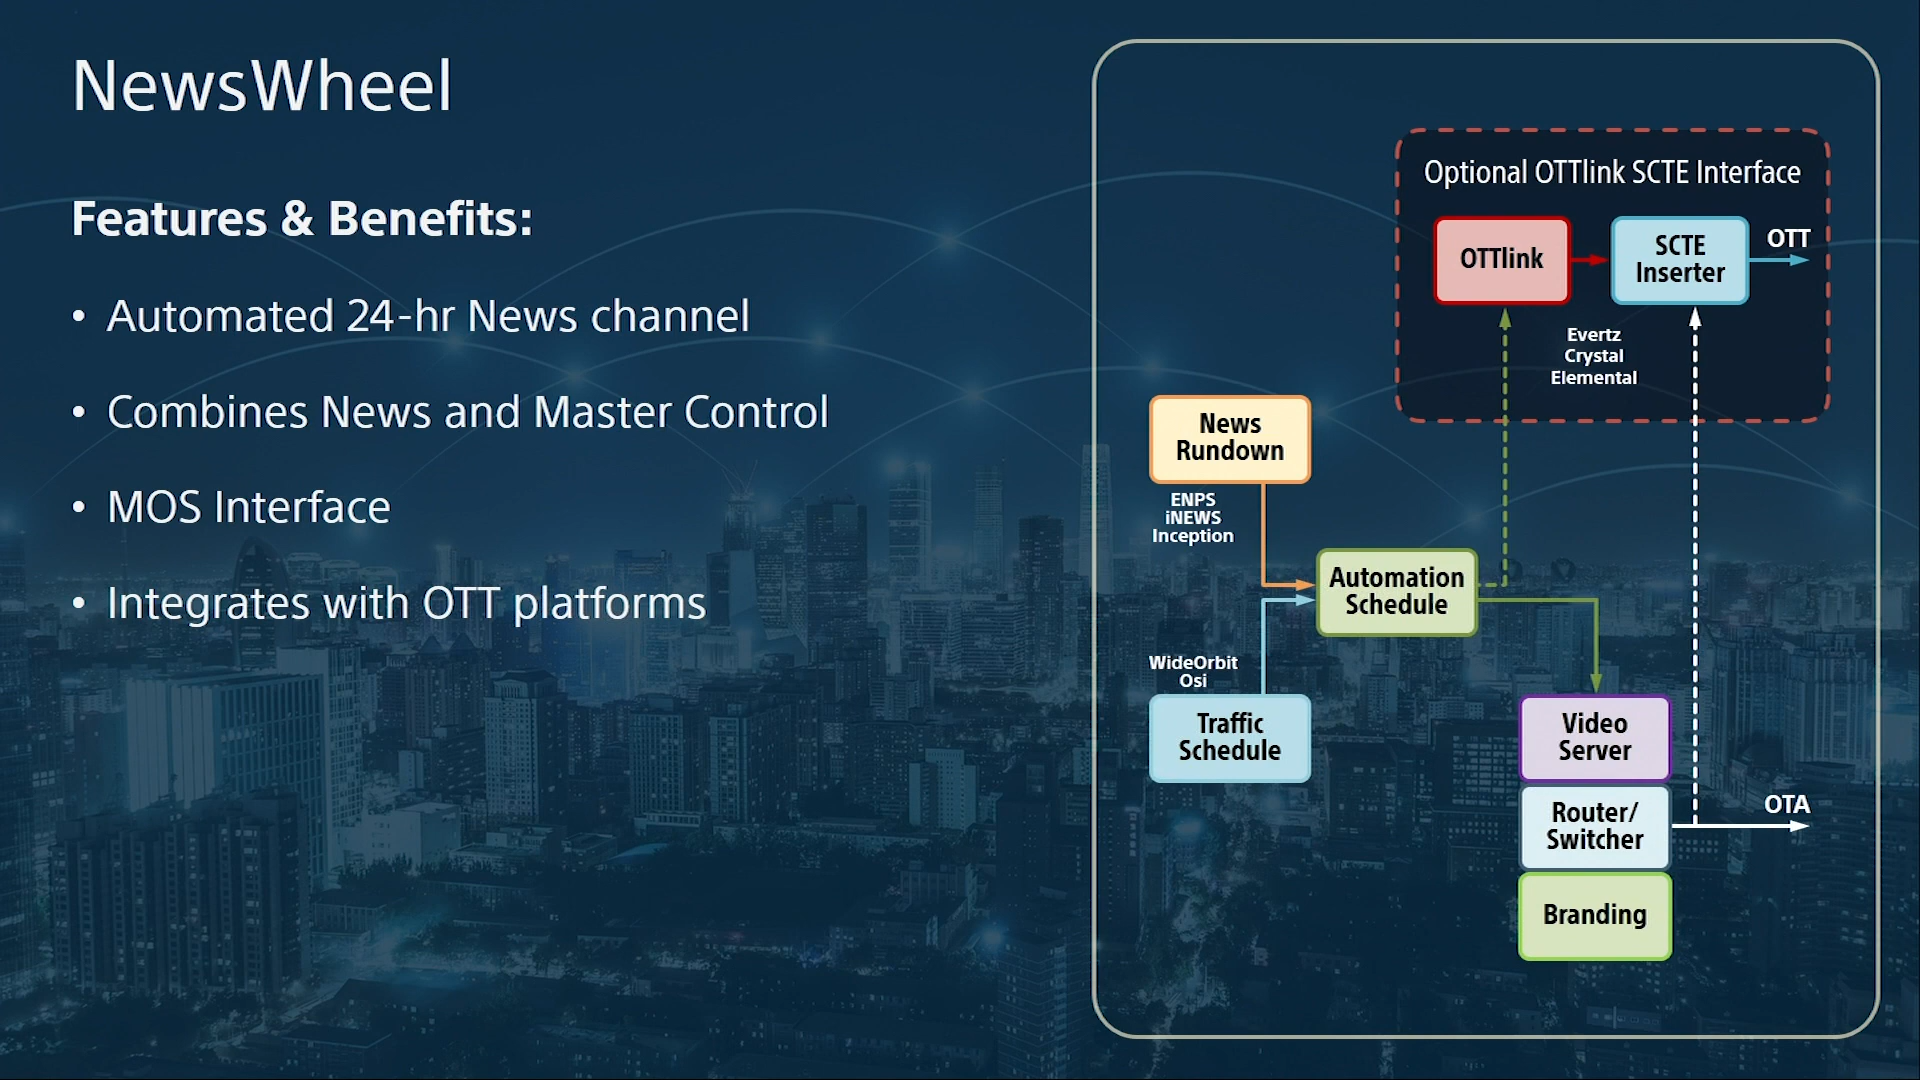 NewsWheel
Features & Benefits:
• Automated 24-hr News channel
• Combines News and Master Control
• MOS Interface
• Integrates with OTT platforms
Optional OTTlink SCTE Interface
OTTlink
SCTE
Inserter
OTT
Evertz
Crystal
Elemental
News
Rundown
ENPS
iNEWS
Inception
Automation
Schedule
WideOrbit
Osi
Traffic
Schedule
Video
Server
Router/
Switcher
OTA
Branding